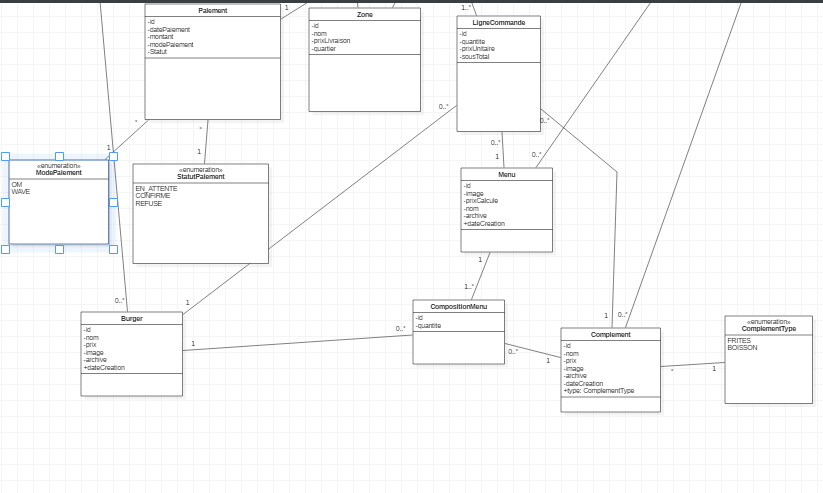 Paiement
-id
-datePaiement
-montant
-modePaiement
-Statut
1
Zone
-id
-nom
-prixLivraison
-quartier
1..*
LigneCommande
-id
-quantite
-prixUnitaire
-sousTotal
*
1
*
1
0..*
0..*
0..*
1
0..*
«enumeration»
ModePaiement
OM
WAVE
«enumeration»
StatutPaiement
EN_ATTENTE
CONFIRME
REFUSE
Menu
-id
-image
-prixCalcule
-nom
-archive
+dateCreation
1
1..*
0..*
1
Burger
-id
-nom
-prix
-image
-archive
+dateCreation
1
0..*
CompositionMenu
-id
-quantite
0..*
1
1
0..*
Complement
-id
-nom
-prix
-image
-archive
-dateCreation
+type: ComplementType
*
1
«enumeration»
ComplementType
FRITES
BOISSON